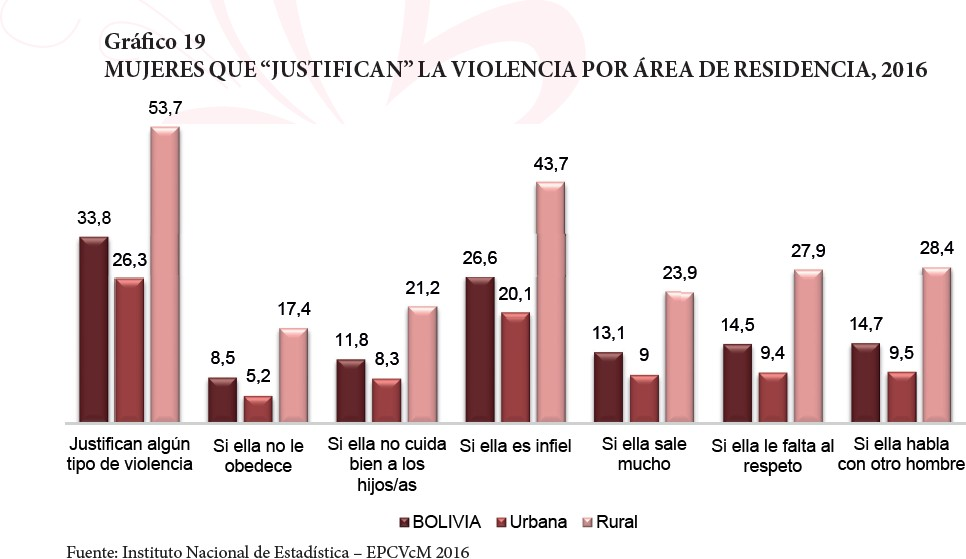 Gráfico 19
MUJERES QUE “JUSTIFICAN” LA VIOLENCIA POR ÁREA DE RESIDENCIA, 2016
33,8
26,3
53,7
8,5
5,2
17,4
11,8
8,3
21,2
26,6
20,1
43,7
13,1
9
23,9
14,5
9,4
27,9
14,7
9,5
28,4
Justifican algún
tipo de violencia
Si ella no le
obedece
Si ella no cuida
bien a los
hijos/as
Si ella es infiel
Si ella sale
mucho
Si ella le falta al
respeto
Si ella habla
con otro hombre
BOLIVIA Urbana Rural
Fuente: Instituto Nacional de Estadística – EPCVcM 2016